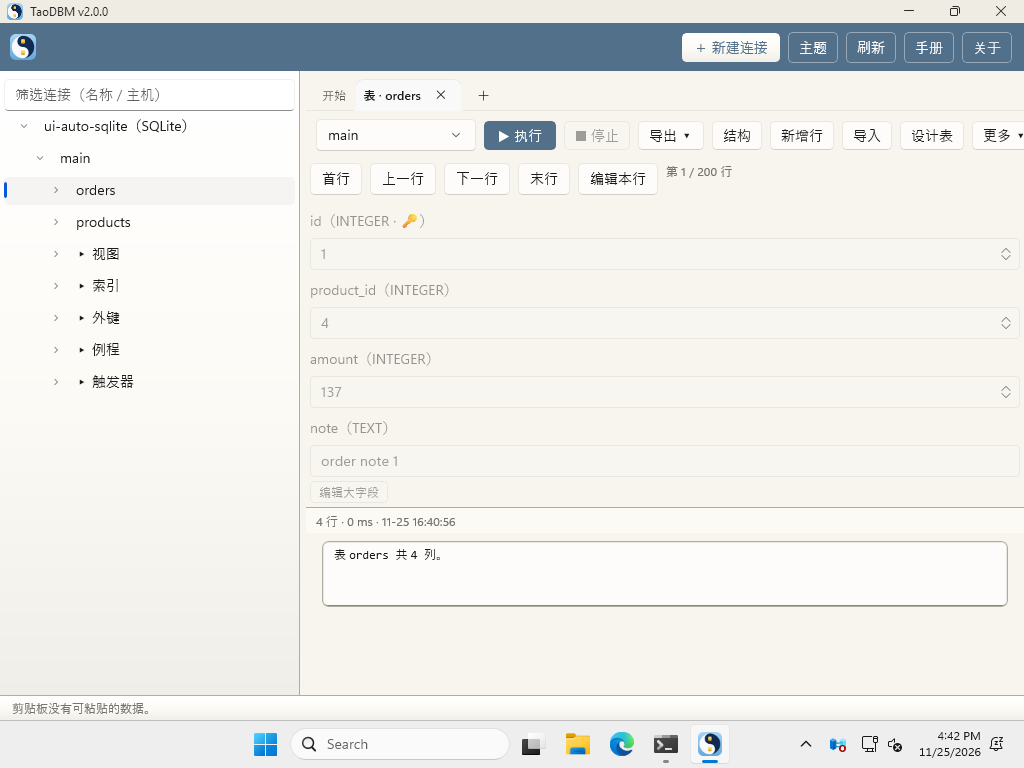 TaoDBM v2.0.0
+ 新建连接 主题 刷新 手册 关于
筛选连接（名称 / 主机）
ui-auto-sqlite（SQLite）
main
orders
products
视图
索引
外键
例程
触发器
开始 表 · orders
main 执行 停止 导出 结构 新增行 导入 设计表 更多
首行 上一行 下一行 末行 编辑本行 第 1 / 200 行
id（INTEGER · 🔑）
1
product_id（INTEGER）
4
amount（INTEGER）
137
note（TEXT）
order note 1
编辑大字段
4 行 · 0 ms · 11-25 16:40:56
表 orders 共 4 列。
剪贴板没有可粘贴的数据。
Search
4:42 PM
11/25/2026